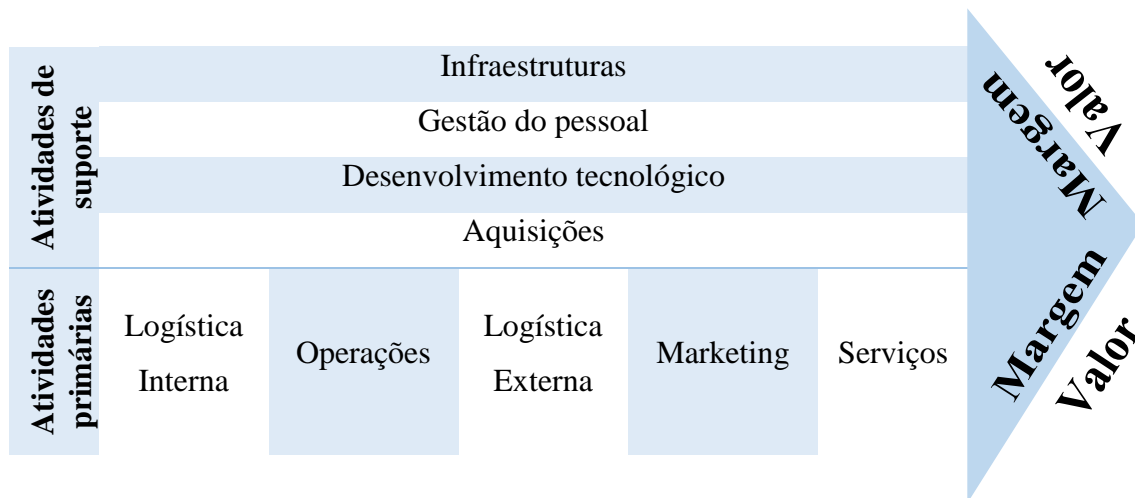 Atividades de
suporte
Infraestruturas
Gestão do pessoal
Desenvolvimento tecnológico
Aquisições
Atividades
primárias
Logística
Interna
Operações
Logística
Externa
Marketing
Serviços
Margem
Valor
Margem
Valor